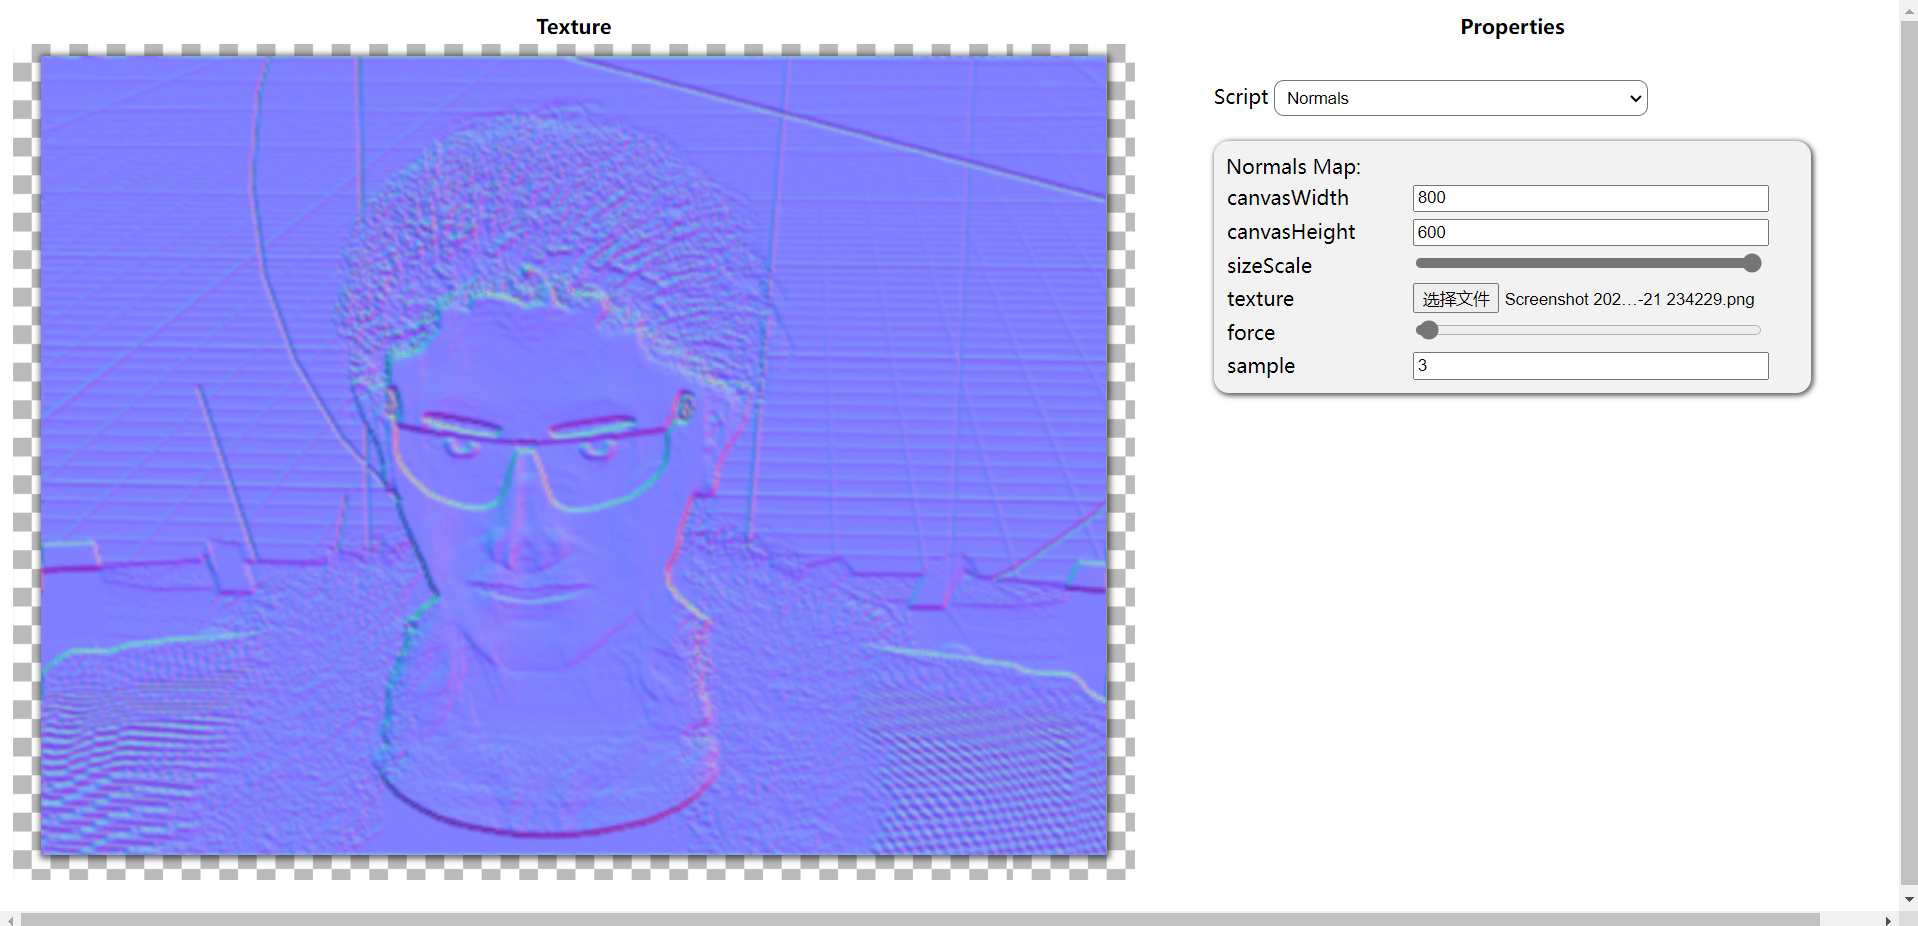 Texture
Properties
Script Normals
Normals Map:
canvasWidth 800
canvasHeight 600
sizeScale
texture 选择文件 Screenshot 202…-21 234229.png
force
sample 3